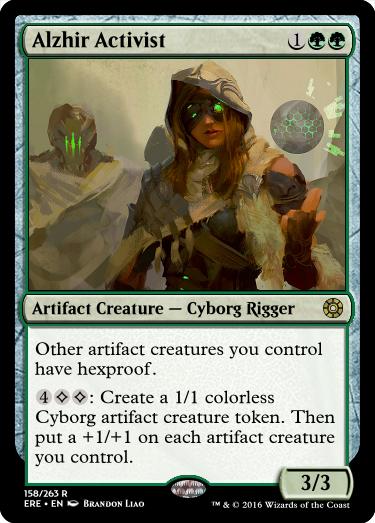 Alzhir Activist 1
Artifact Creature — Cyborg Rigger
Other artifact creatures you control
have hexproof.
4: Create a 1/1 colorless
Cyborg artifact creature token. Then
put a +1/+1 on each artifact creature
you control.
3/3
158/263 R
ERE • EN BRANDON LIAO
™ & © 2016 Wizards of the Coast